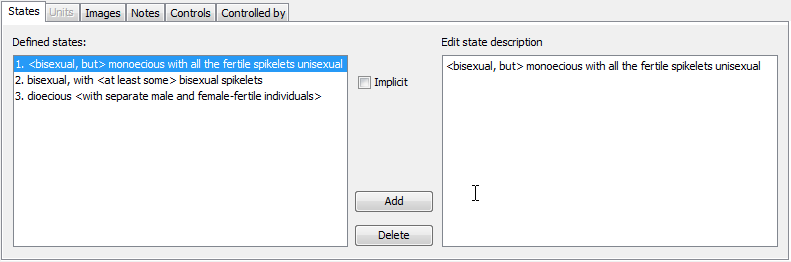 States Units Images Notes Controls Controlled by
Defined states:
1. <bisexual, but> monoecious with all the fertile spikelets unisexual
2. bisexual, with <at least some> bisexual spikelets
3. dioecious <with separate male and female-fertile individuals>
Implicit
Add
Delete
Edit state description
<bisexual, but> monoecious with all the fertile spikelets unisexual